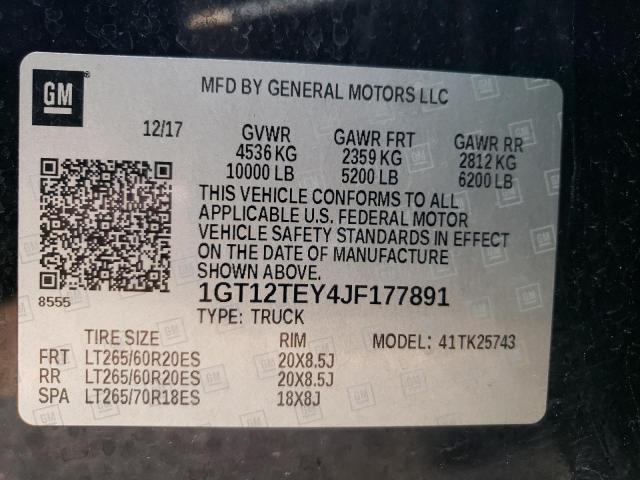 GM
MFD BY GENERAL MOTORS LLC
12/17 GVWR GAWR FRT GAWR RR
4536 KG 2359 KG 2812 KG
10000 LB 5200 LB 6200 LB
THIS VEHICLE CONFORMS TO ALL
APPLICABLE U.S. FEDERAL MOTOR
VEHICLE SAFETY STANDARDS IN EFFECT
ON THE DATE OF MANUFACTURE
SHOWN ABOVE.
8555 1GT12TEY4JF177891
TYPE: TRUCK
TIRE SIZE RIM MODEL: 41TK25743
FRT LT265/60R20ES 20X8.5J
RR LT265/60R20ES 20X8.5J
SPA LT265/70R18ES 18X8J